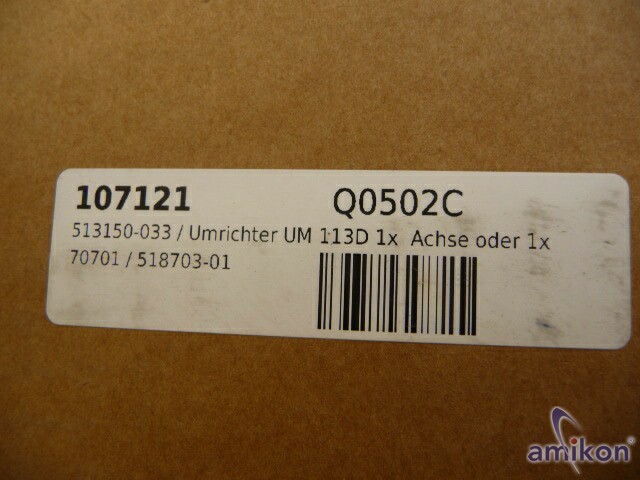 107121 Q0502C
513150-033 / Umrichter UM 113D 1x Achse oder 1x
70701 / 518703-01
amikon®